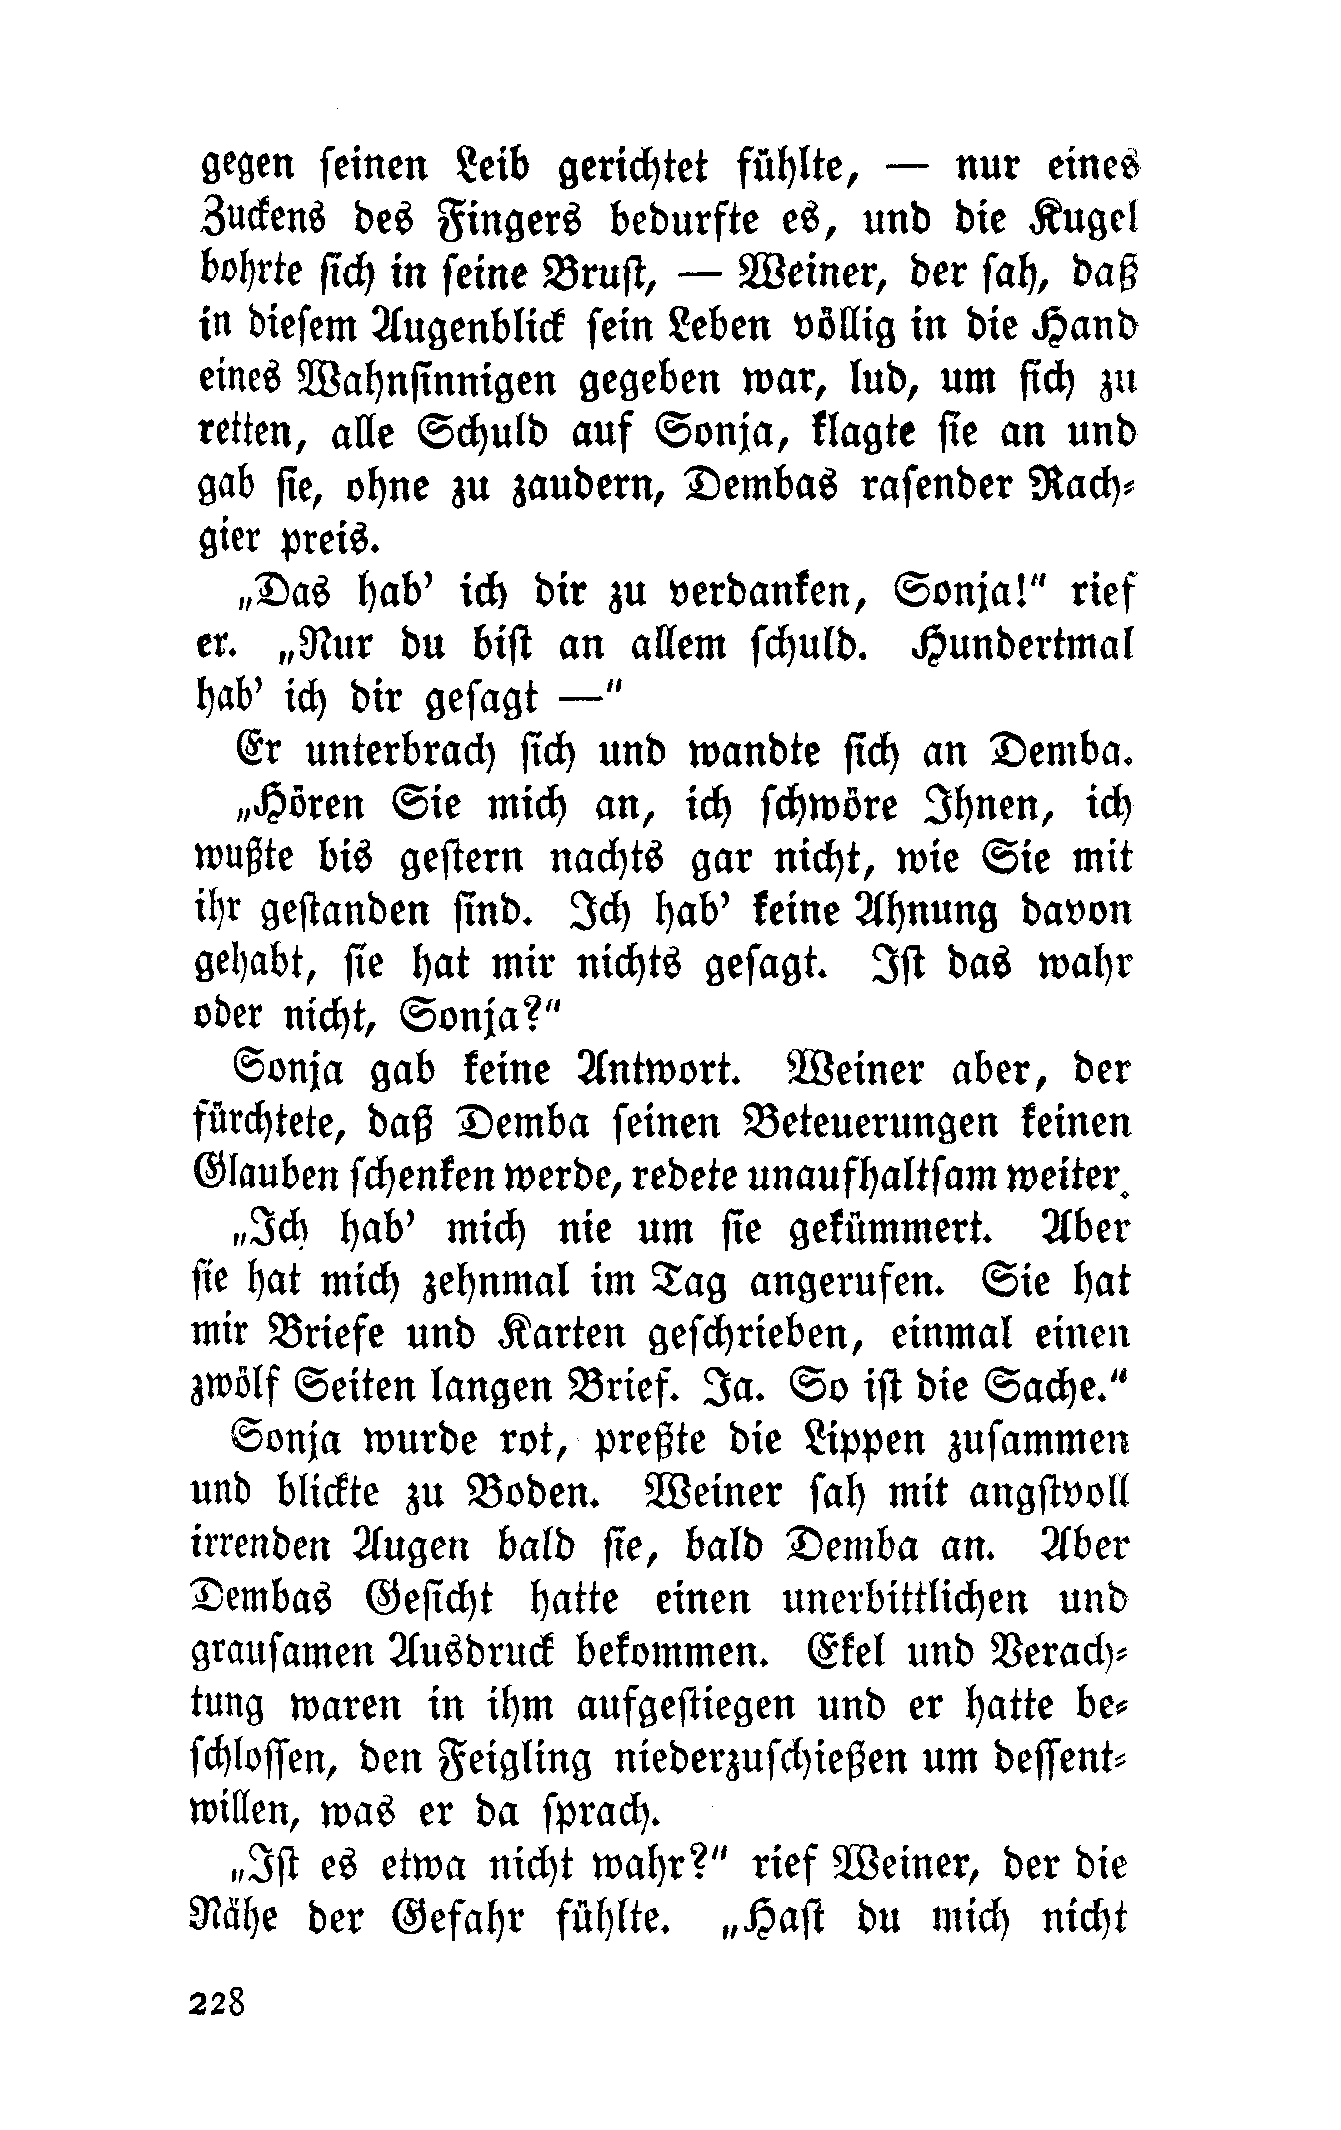 gegen seinen Leib gerichtet fühlte, — nur eines
Zuckens des Fingers bedurfte es, und die Kugel
bohrte sich in seine Brust, — Weiner, der sah, daß
in diesem Augenblick sein Leben völlig in die Hand
eines Wahnsinnigen gegeben war, lud, um sich zu
retten, alle Schuld auf Sonja, klagte sie an und
gab sie, ohne zu zaudern, Dembas rasender Rach-
gier preis.
„Das hab' ich dir zu verdanken, Sonja!" rief
er. „Nur du bist an allem schuld. Hundertmal
hab' ich dir gesagt —"
Er unterbrach sich und wandte sich an Demba.
„Hören Sie mich an, ich schwöre Ihnen, ich
wußte bis gestern nachts gar nicht, wie Sie mit
ihr gestanden sind. Ich hab' keine Ahnung davon
gehabt, sie hat mir nichts gesagt. Ist das wahr
oder nicht, Sonja?"
Sonja gab keine Antwort. Weiner aber, der
fürchtete, daß Demba seinen Beteuerungen keinen
Glauben schenken werde, redete unaufhaltsam weiter.
„Ich hab' mich nie um sie gekümmert. Aber
sie hat mich zehnmal im Tag angerufen. Sie hat
mir Briefe und Karten geschrieben, einmal einen
zwölf Seiten langen Brief. Ja. So ist die Sache."
Sonja wurde rot, preßte die Lippen zusammen
und blickte zu Boden. Weiner sah mit angstvoll
irrenden Augen bald sie, bald Demba an. Aber
Dembas Gesicht hatte einen unerbittlichen und
grausamen Ausdruck bekommen. Ekel und Verach-
tung waren in ihm aufgestiegen und er hatte be-
schlossen, den Feigling niederzuschießen um dessent-
willen, was er da sprach.
„Ist es etwa nicht wahr?" rief Weiner, der die
Nähe der Gefahr fühlte. „Hast du mich nicht
228